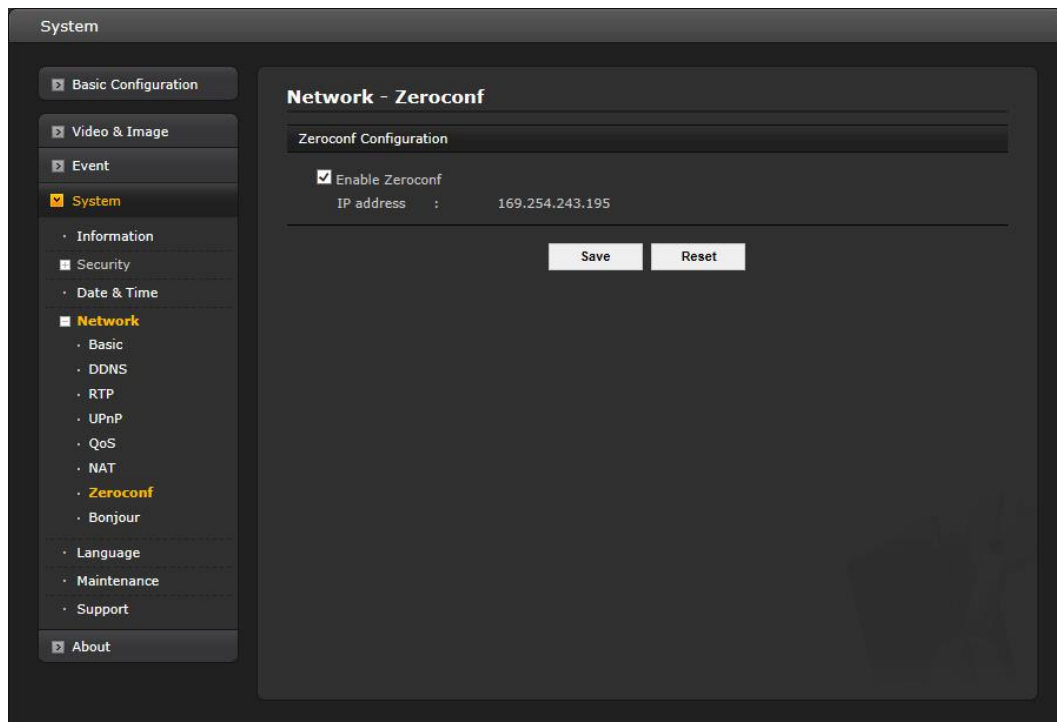 System
Basic Configuration
Video & Image
Event
System
· Information
Security
· Date & Time
Network
· Basic
· DDNS
· RTP
· UPnP
· QoS
· NAT
· Zeroconf
· Bonjour
· Language
· Maintenance
· Support
About
Network - Zeroconf
Zeroconf Configuration
Enable Zeroconf
IP address : 169.254.243.195
Save Reset